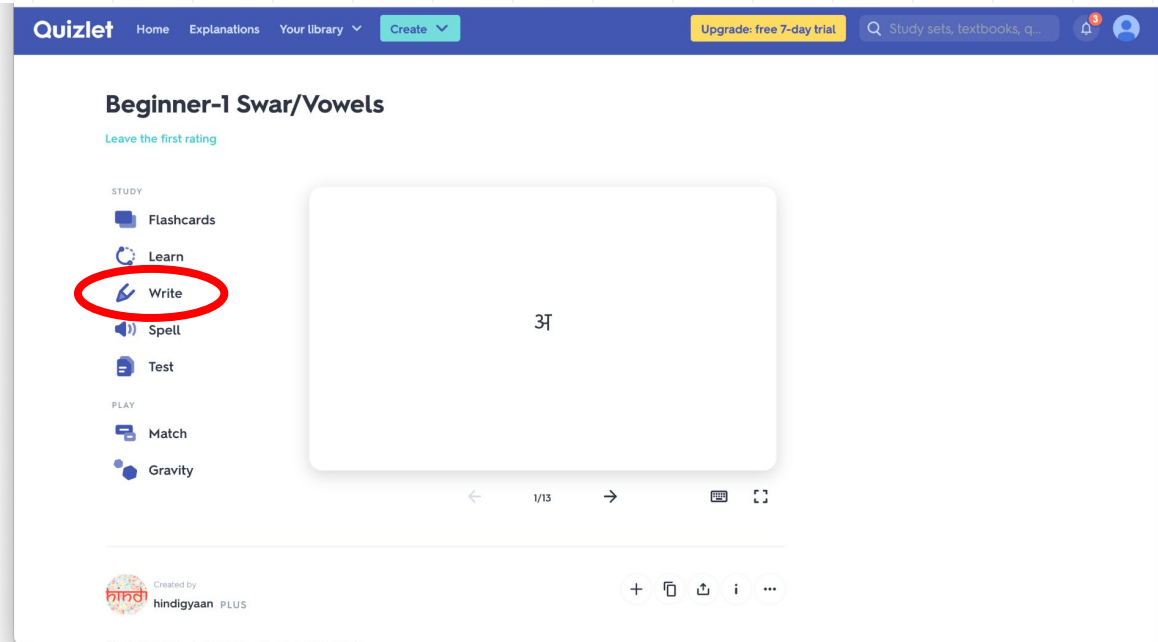 Quizlet Home Explanations Your library Create Upgrade: free 7-day trial Study sets, textbooks, q... 3
Beginner-1 Swar/Vowels
Leave the first rating
STUDY
Flashcards
Learn
Write
Spell
Test
PLAY
Match
Gravity
अ
1/13
Created by
hindi
hindigyaan PLUS